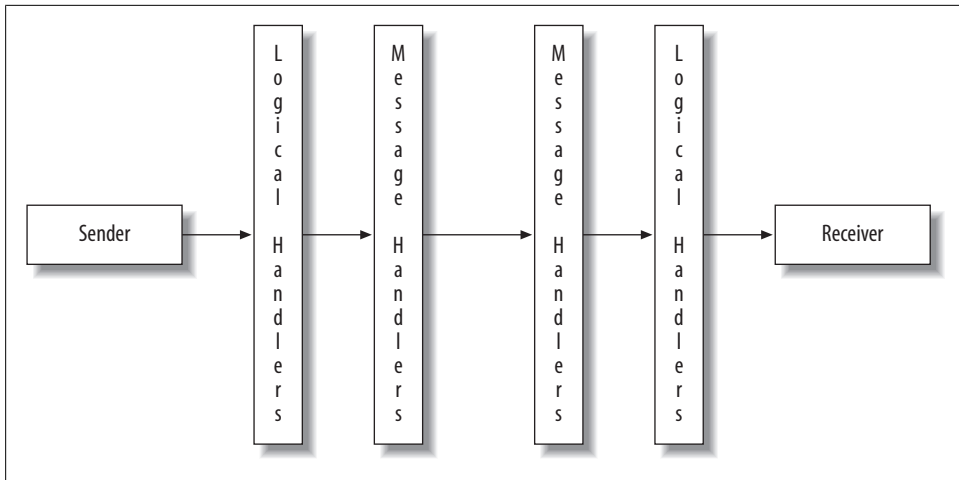 Sender
Logical Handlers
Message Handlers
Message Handlers
Logical Handlers
Receiver